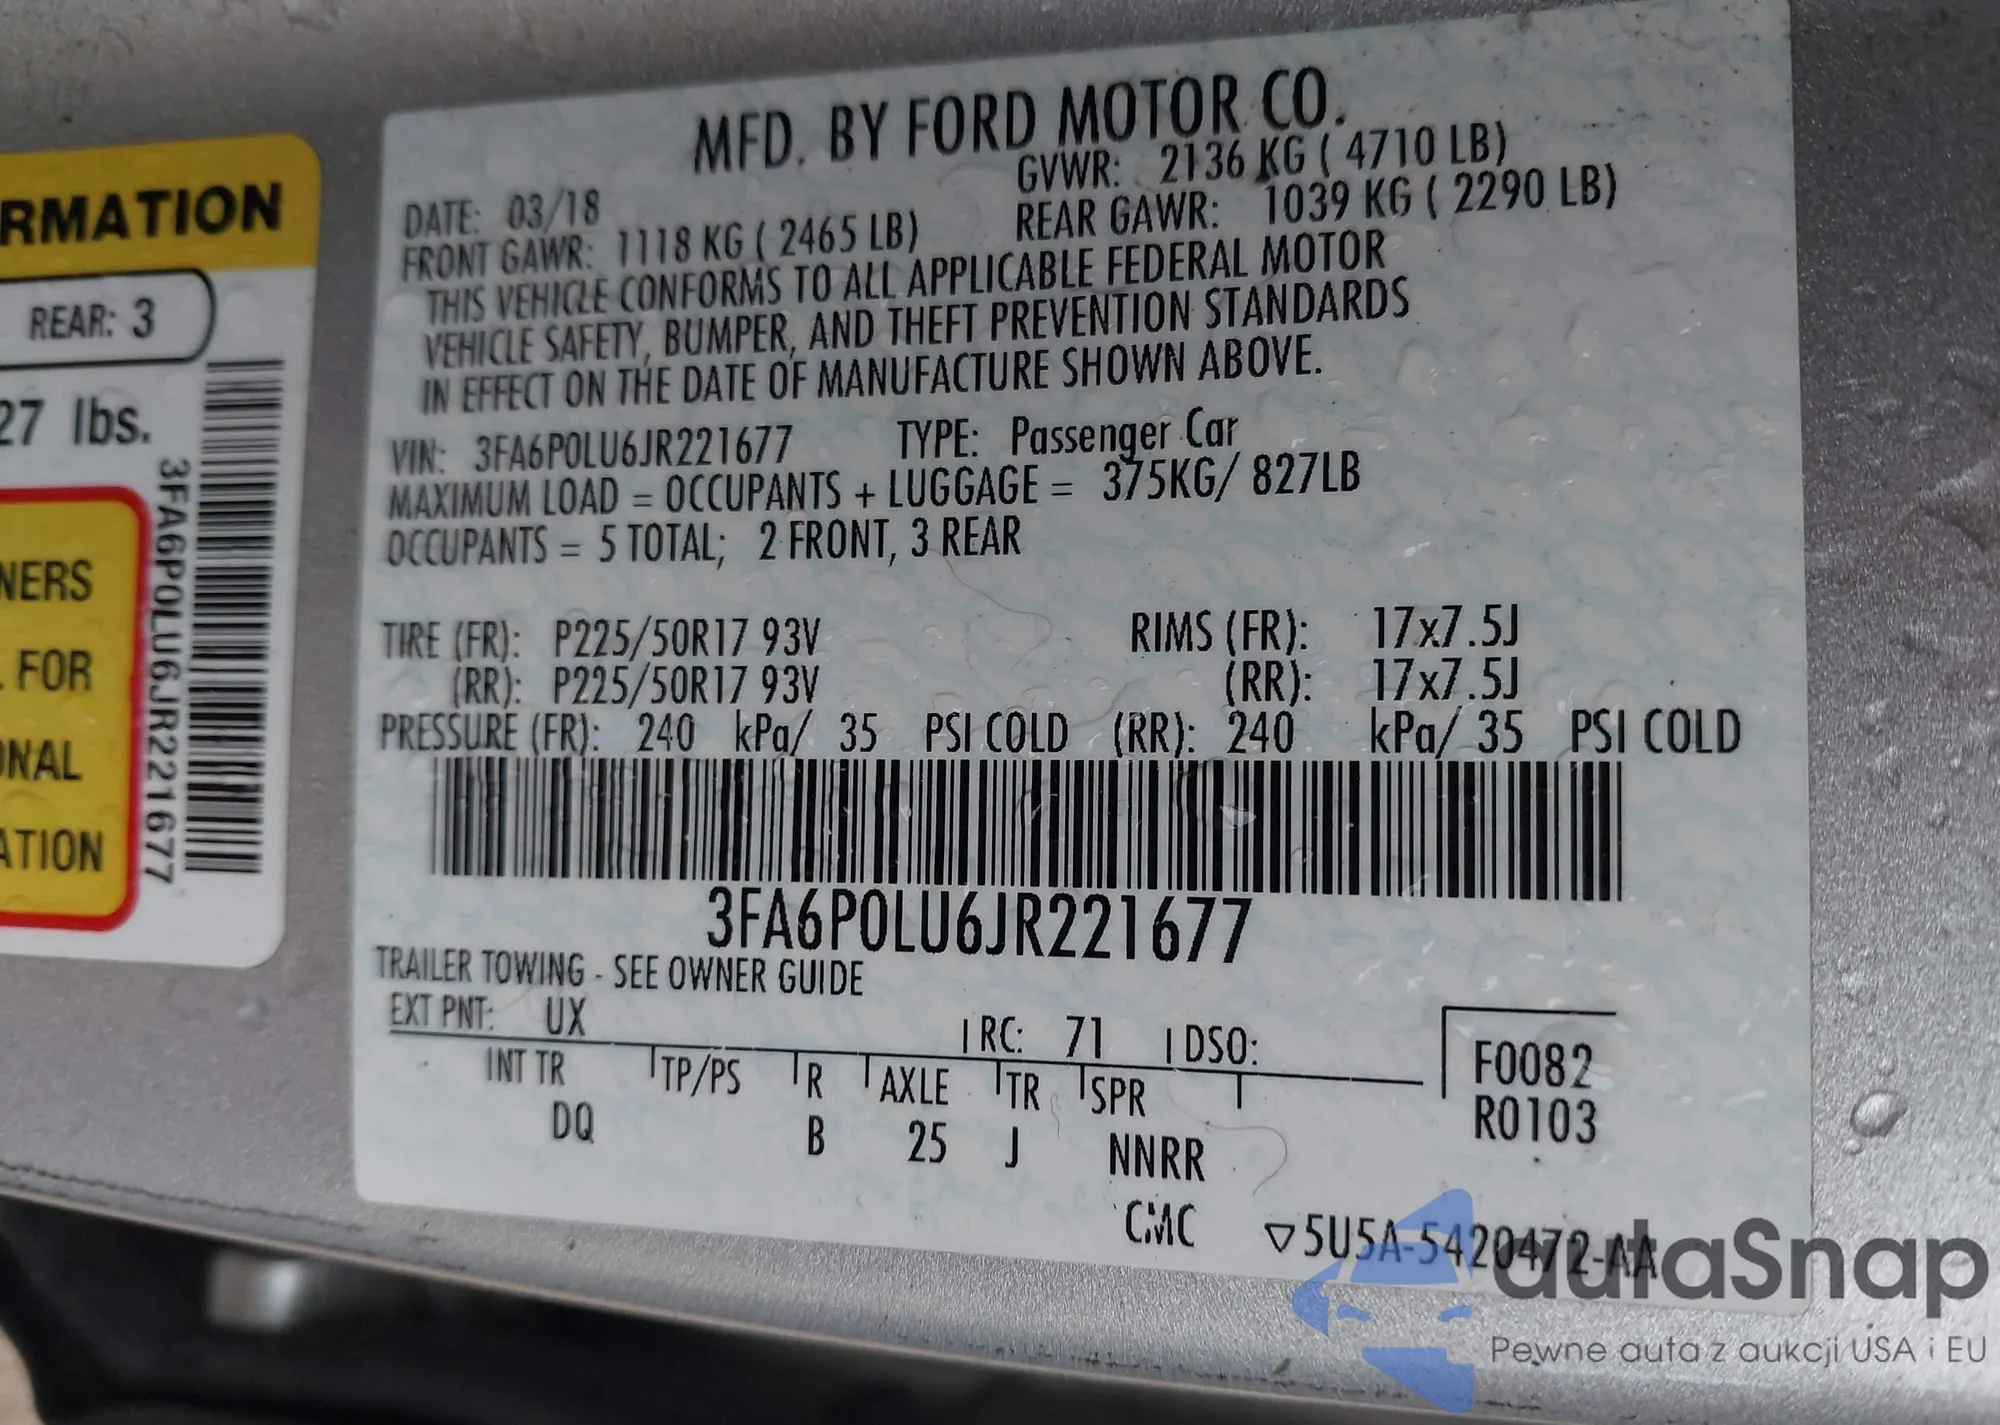 RMATION
REAR: 3
27 lbs.
NERS
FOR
ONAL
ATION
3FA6P0LU6JR221677
MFD. BY FORD MOTOR CO.
DATE: 03/18 GVWR: 2136 KG ( 4710 LB)
FRONT GAWR: 1118 KG ( 2465 LB) REAR GAWR: 1039 KG ( 2290 LB)
THIS VEHICLE CONFORMS TO ALL APPLICABLE FEDERAL MOTOR
VEHICLE SAFETY, BUMPER, AND THEFT PREVENTION STANDARDS
IN EFFECT ON THE DATE OF MANUFACTURE SHOWN ABOVE.
VIN: 3FA6P0LU6JR221677 TYPE: Passenger Car
MAXIMUM LOAD = OCCUPANTS + LUGGAGE = 375KG/ 827LB
OCCUPANTS = 5 TOTAL; 2 FRONT, 3 REAR
TIRE (FR): P225/50R17 93V RIMS (FR): 17x7.5J
(RR): P225/50R17 93V (RR): 17x7.5J
PRESSURE (FR): 240 kPa/ 35 PSI COLD (RR): 240 kPa/ 35 PSI COLD
3FA6P0LU6JR221677
TRAILER TOWING - SEE OWNER GUIDE
EXT PNT: UX RC: 71 DSO: F0082
INT TR TP/PS R AXLE TR SPR R0103
DQ B 25 J NNRR
CMC ▽5U5A-5420472-AA
autaSnap
Pewne auta z aukcji USA i EU